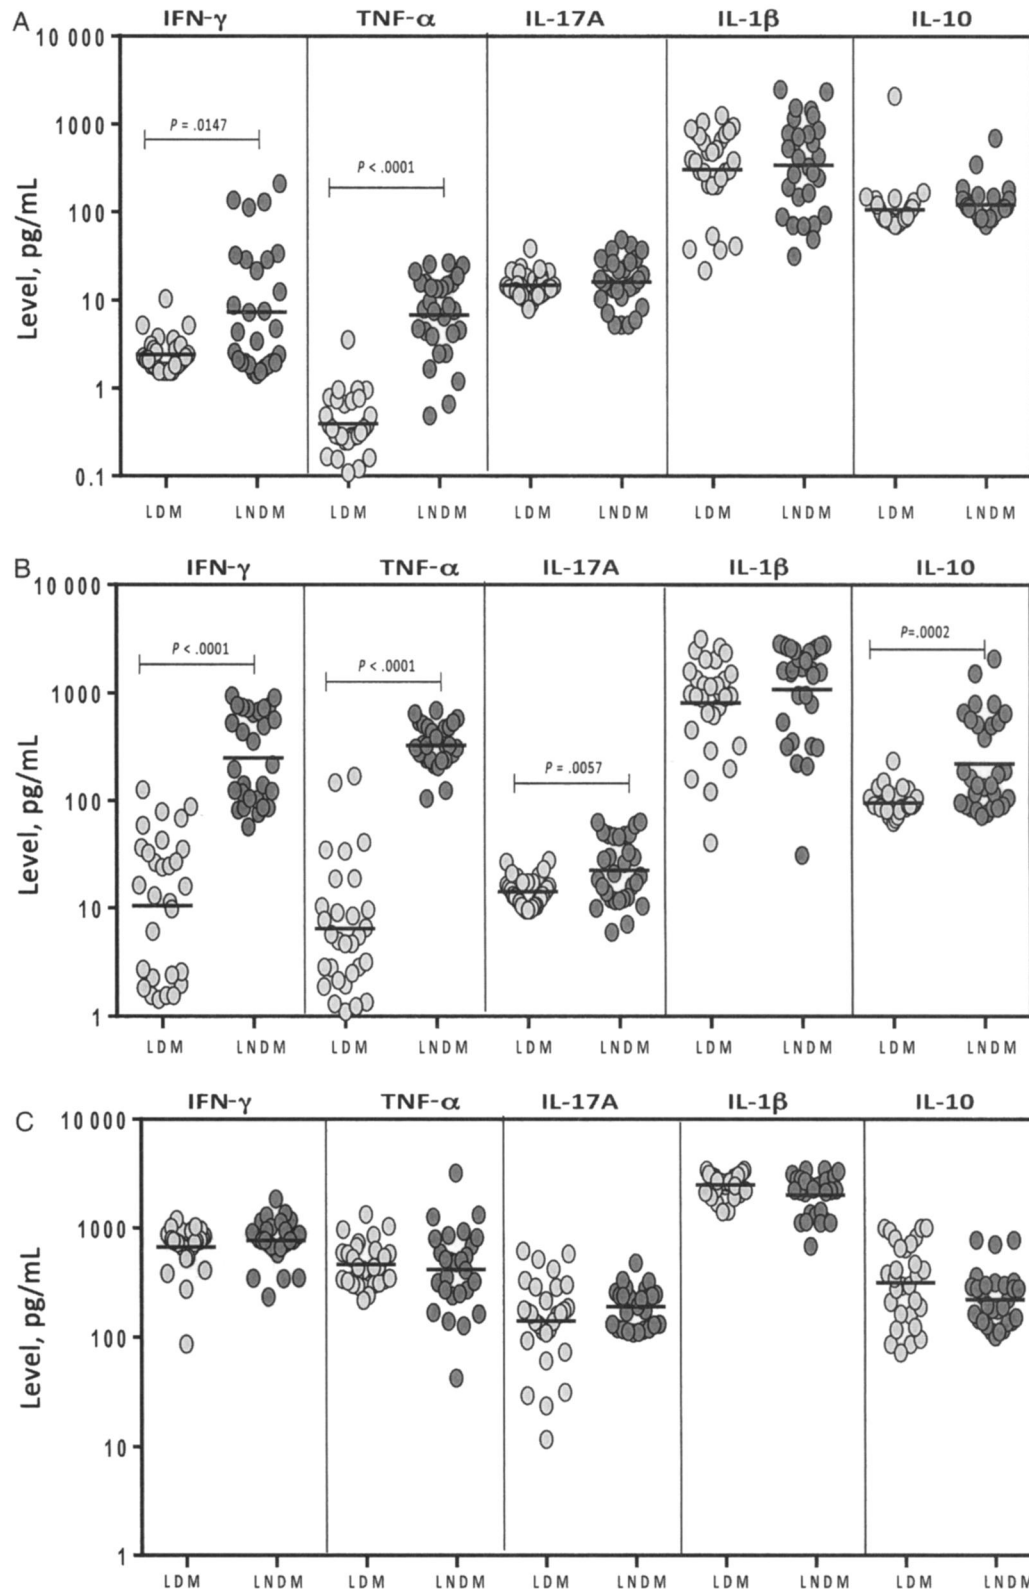 A
IFN-γ TNF-α IL-17A IL-1β IL-10
10 000
1000
100
10
1
0.1
Level, pg/mL
P = .0147
P < .0001
LDM LNDM LDM LNDM LDM LNDM LDM LNDM LDM LNDM
B
IFN-γ TNF-α IL-17A IL-1β IL-10
10 000
1000
100
10
1
Level, pg/mL
P < .0001
P < .0001
P = .0057
P=.0002
LDM LNDM LDM LNDM LDM LNDM LDM LNDM LDM LNDM
C
IFN-γ TNF-α IL-17A IL-1β IL-10
10 000
1000
100
10
1
Level, pg/mL
LDM LNDM LDM LNDM LDM LNDM LDM LNDM LDM LNDM